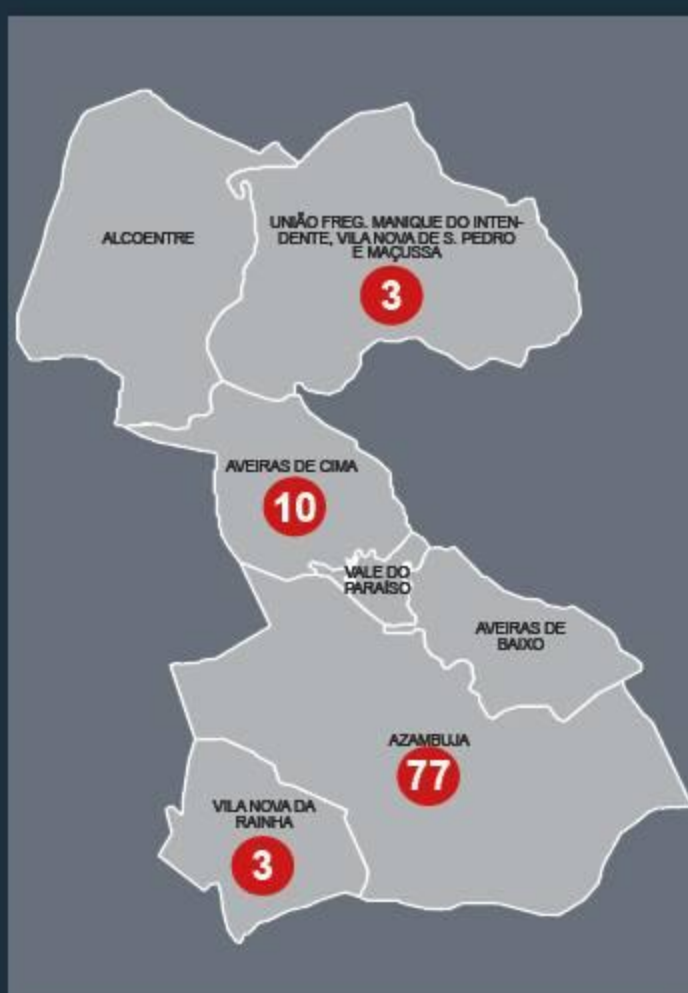 ALCOENTRE
UNIÃO FREG. MANIQUE DO INTEN-
DENTE, VILA NOVA DE S. PEDRO
E MAÇUSSA
3
AVEIRAS DE CIMA
10
VALE DO
PARAÍSO
AVEIRAS DE
BAIXO
AZAMBUJA
77
VILA NOVA DA
RAINHA
3